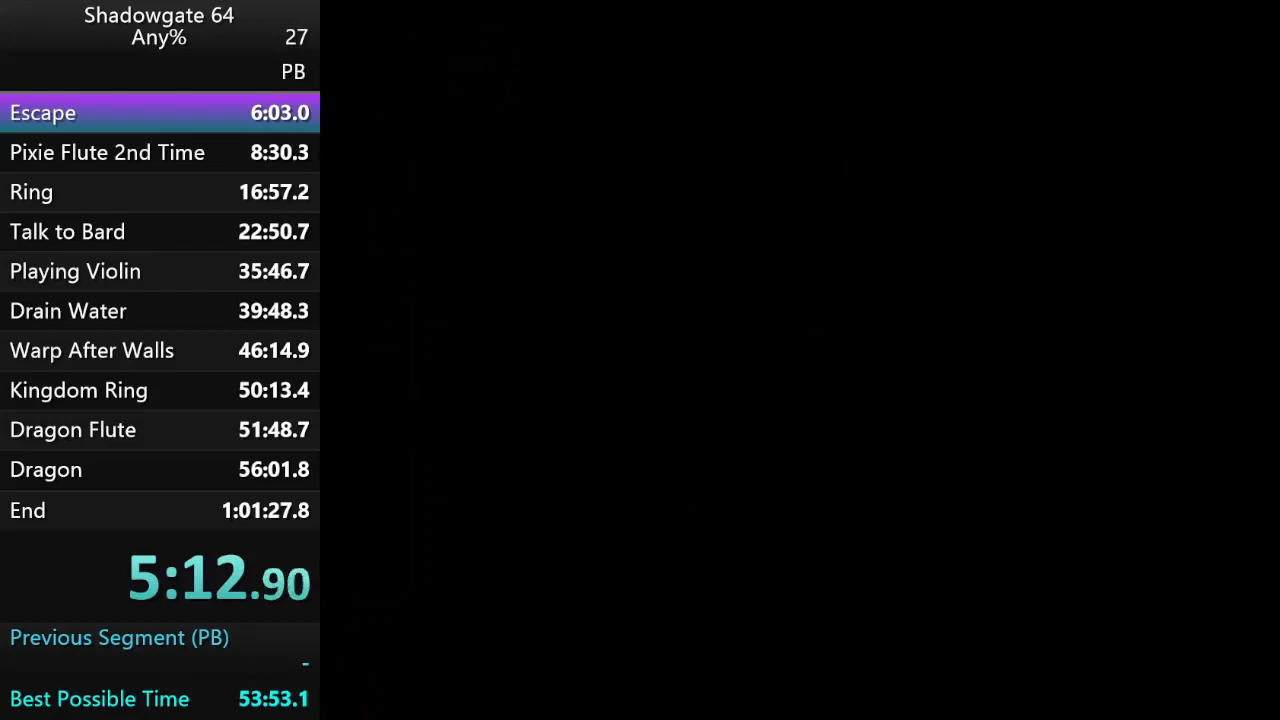 Shadowgate 64
Any% 27
PB
Escape 6:03.0
Pixie Flute 2nd Time 8:30.3
Ring 16:57.2
Talk to Bard 22:50.7
Playing Violin 35:46.7
Drain Water 39:48.3
Warp After Walls 46:14.9
Kingdom Ring 50:13.4
Dragon Flute 51:48.7
Dragon 56:01.8
End 1:01:27.8
5:12.90
Previous Segment (PB)
-
Best Possible Time 53:53.1